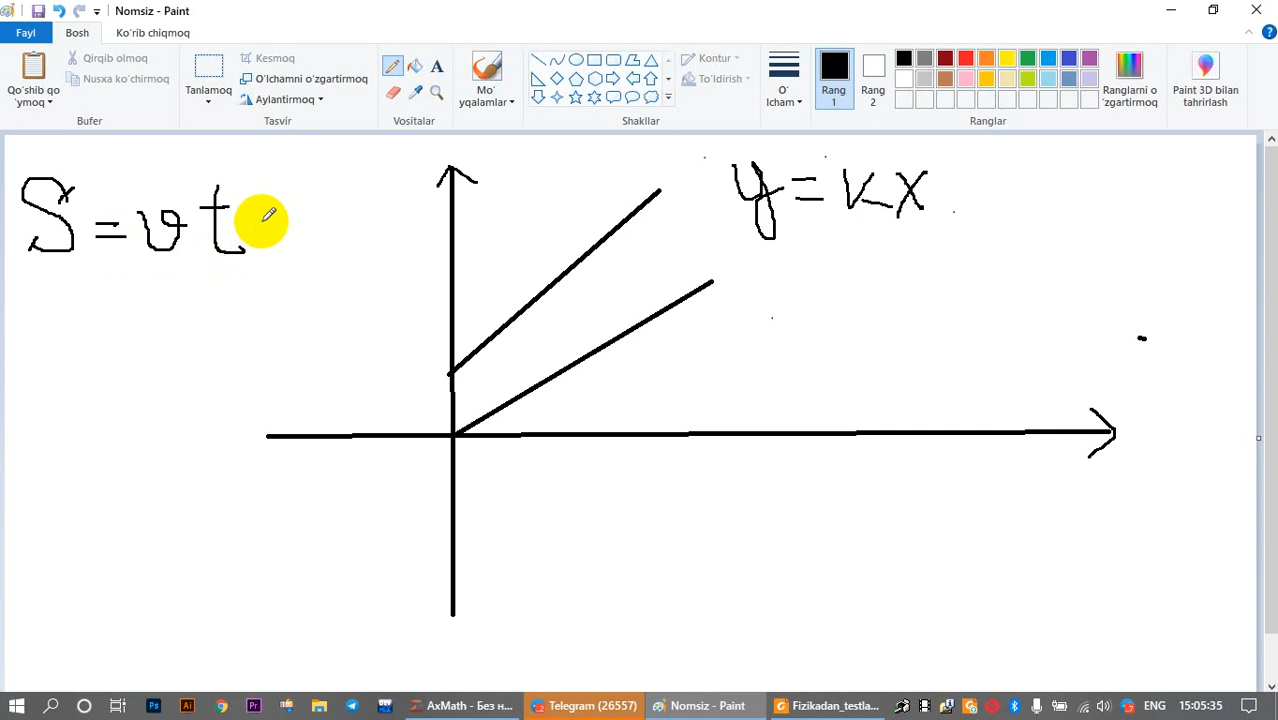 Nomsiz - Paint
Fayl
Bosh
Ko'rib chiqmoq
Qo'shib qo'ymoq
Qirqib olmoq
Nusxa ko'chirmoq
Bufer
Tanlamoq
Kesmoq
O'lchamni o'zgartirmoq
Aylantirmoq
Tasvir
A
Vositalar
Mo'yqalamlar
Kontur
To'ldirish
Shakllar
O'lcham
Rang 1
Rang 2
Ranglarni o'zgartirmoq
Ranglar
Paint 3D bilan tahrirlash
S = vt
y = kx
AxMath - Без н...
Telegram (26557)
Nomsiz - Paint
Fizikadan_testla...
ENG
15:05:35